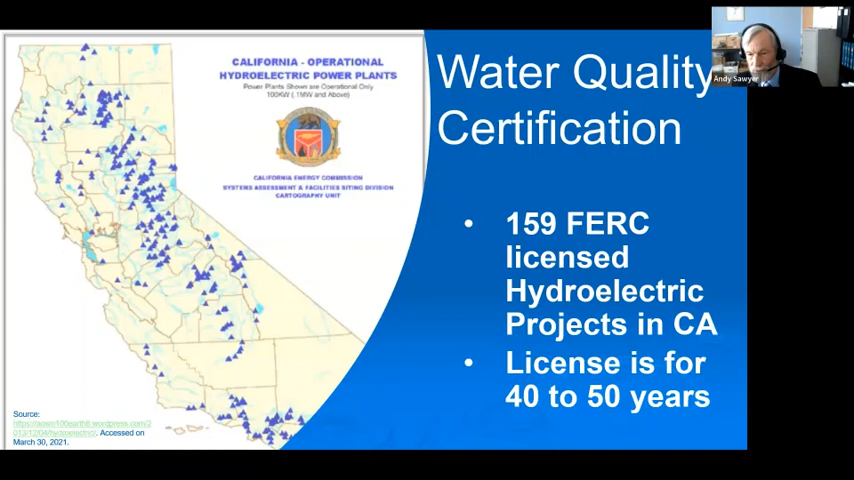 CALIFORNIA - OPERATIONAL
HYDROELECTRIC POWER PLANTS
Power Plants Shown are Operational Only
100KW (.1MW and Above)
CALIFORNIA ENERGY COMMISSION
SYSTEMS ASSESSMENT & FACILITIES SITING DIVISION
CARTOGRAPHY UNIT
Water Quality
Certification
• 159 FERC
licensed
Hydroelectric
Projects in CA
• License is for
40 to 50 years
Source:
Accessed on
March 30, 2021.
Andy Sawyer